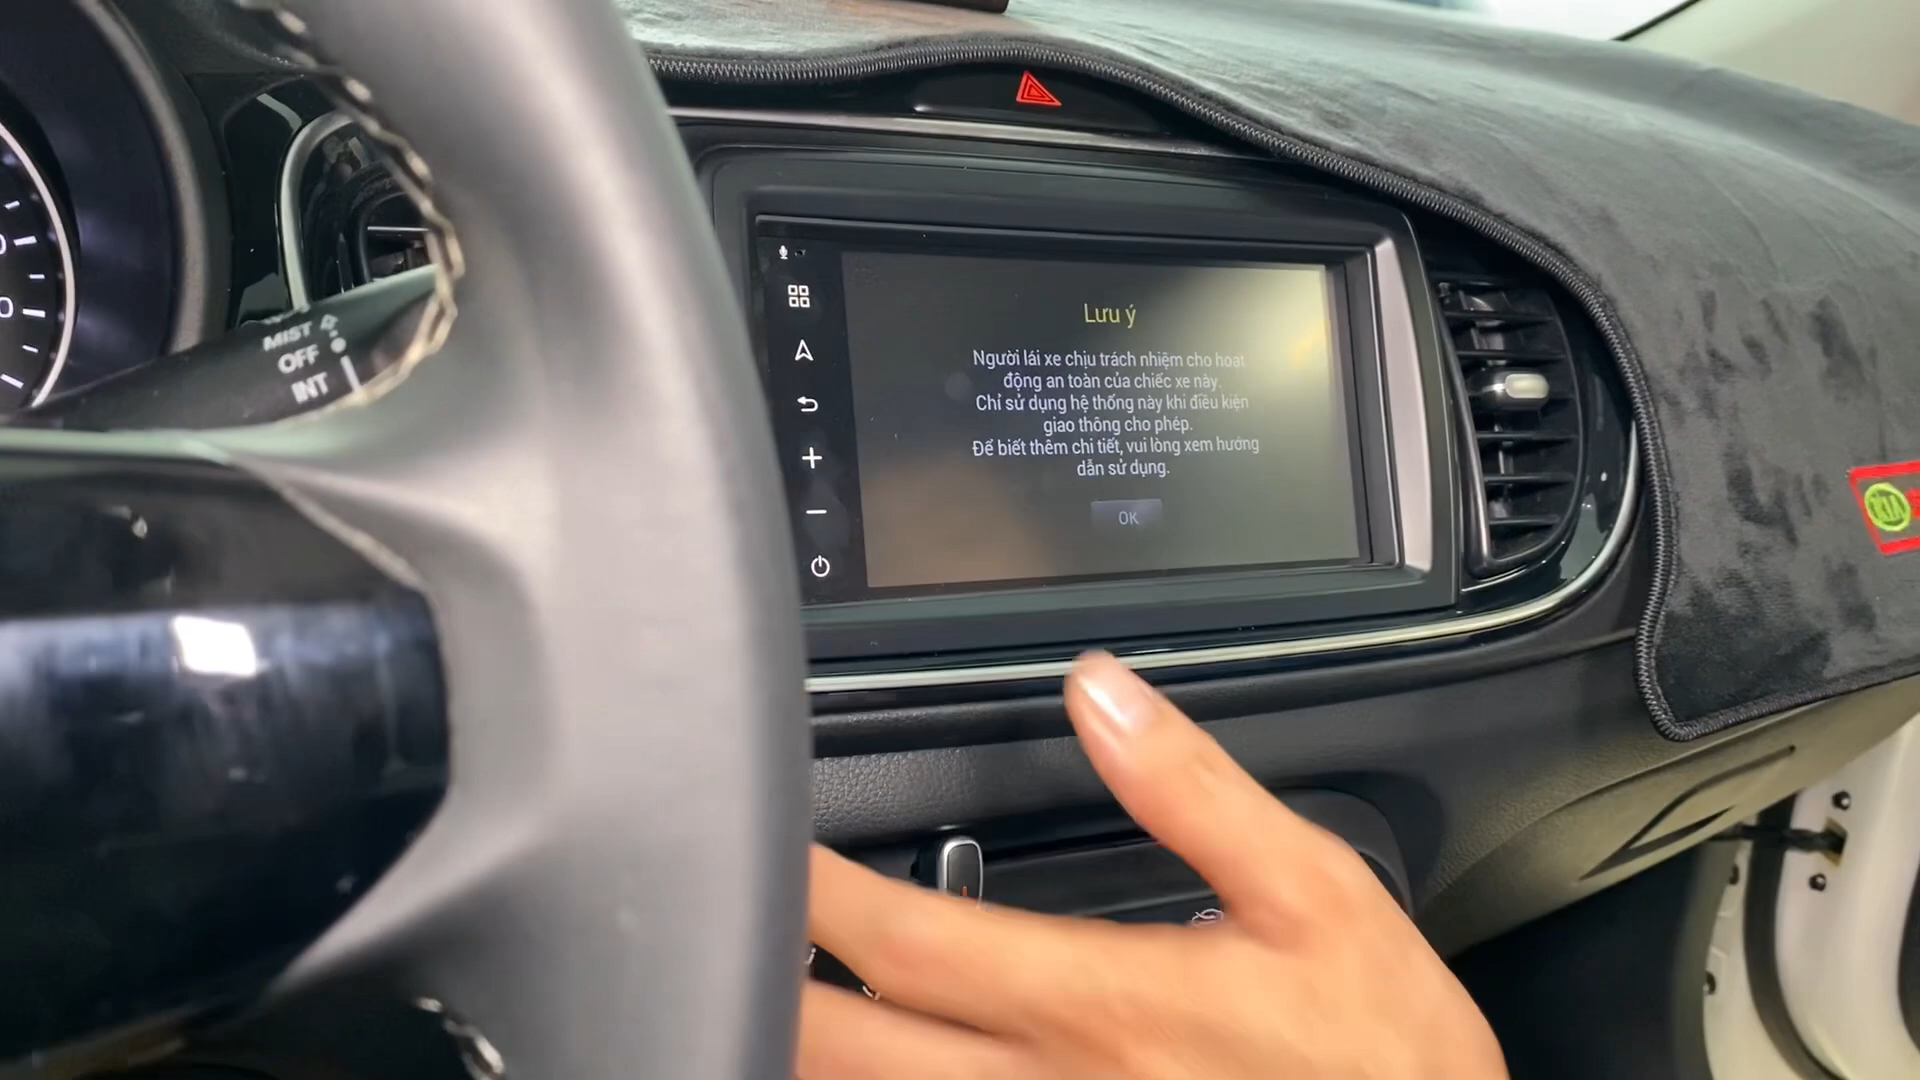 MIST
OFF
INT
Lưu ý
Người lái xe chịu trách nhiệm cho hoạt
động an toàn của chiếc xe này.
Chỉ sử dụng hệ thống này khi điều kiện
giao thông cho phép.
Để biết thêm chi tiết, vui lòng xem hướng
dẫn sử dụng.
OK
KIA